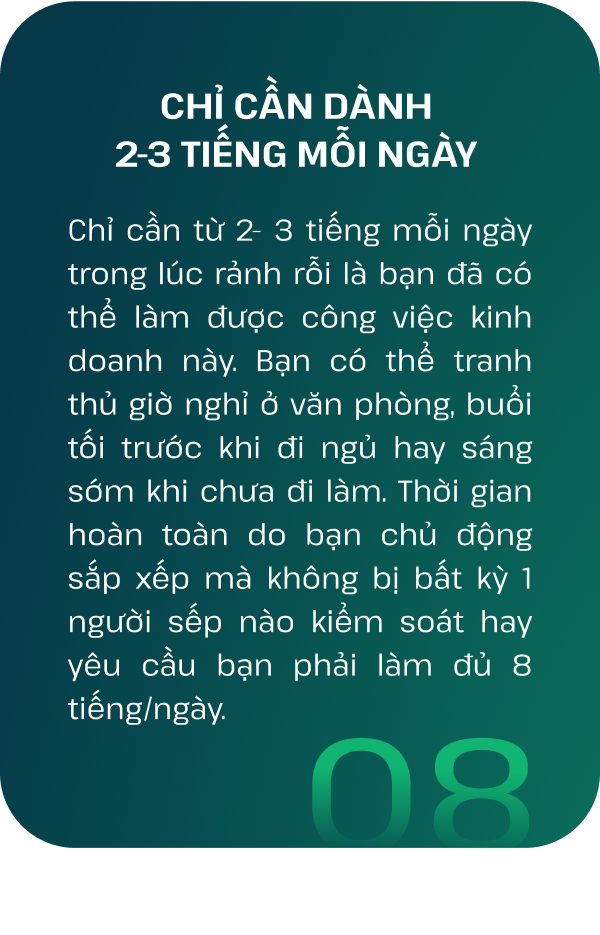 CHỈ CẦN DÀNH
2-3 TIẾNG MỖI NGÀY
Chỉ cần từ 2- 3 tiếng mỗi ngày
trong lúc rảnh rỗi là bạn đã có
thể làm được công việc kinh
doanh này. Bạn có thể tranh
thủ giờ nghỉ ở văn phòng, buổi
tối trước khi đi ngủ hay sáng
sớm khi chưa đi làm. Thời gian
hoàn toàn do bạn chủ động
sắp xếp mà không bị bất kỳ 1
người sếp nào kiểm soát hay
yêu cầu bạn phải làm đủ 8
tiếng/ngày.
08